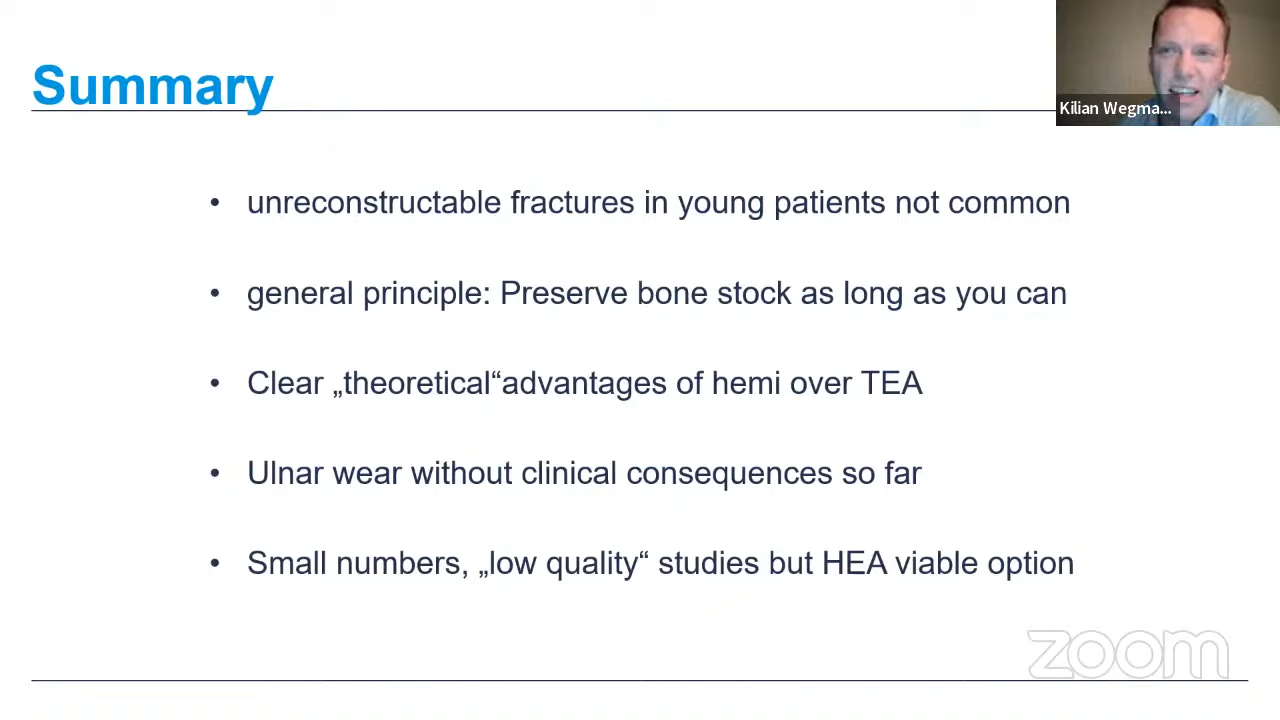 Summary
Kilian Wegma...
• unreconstructable fractures in young patients not common
• general principle: Preserve bone stock as long as you can
• Clear „theoretical“advantages of hemi over TEA
• Ulnar wear without clinical consequences so far
• Small numbers, „low quality“ studies but HEA viable option
zoom